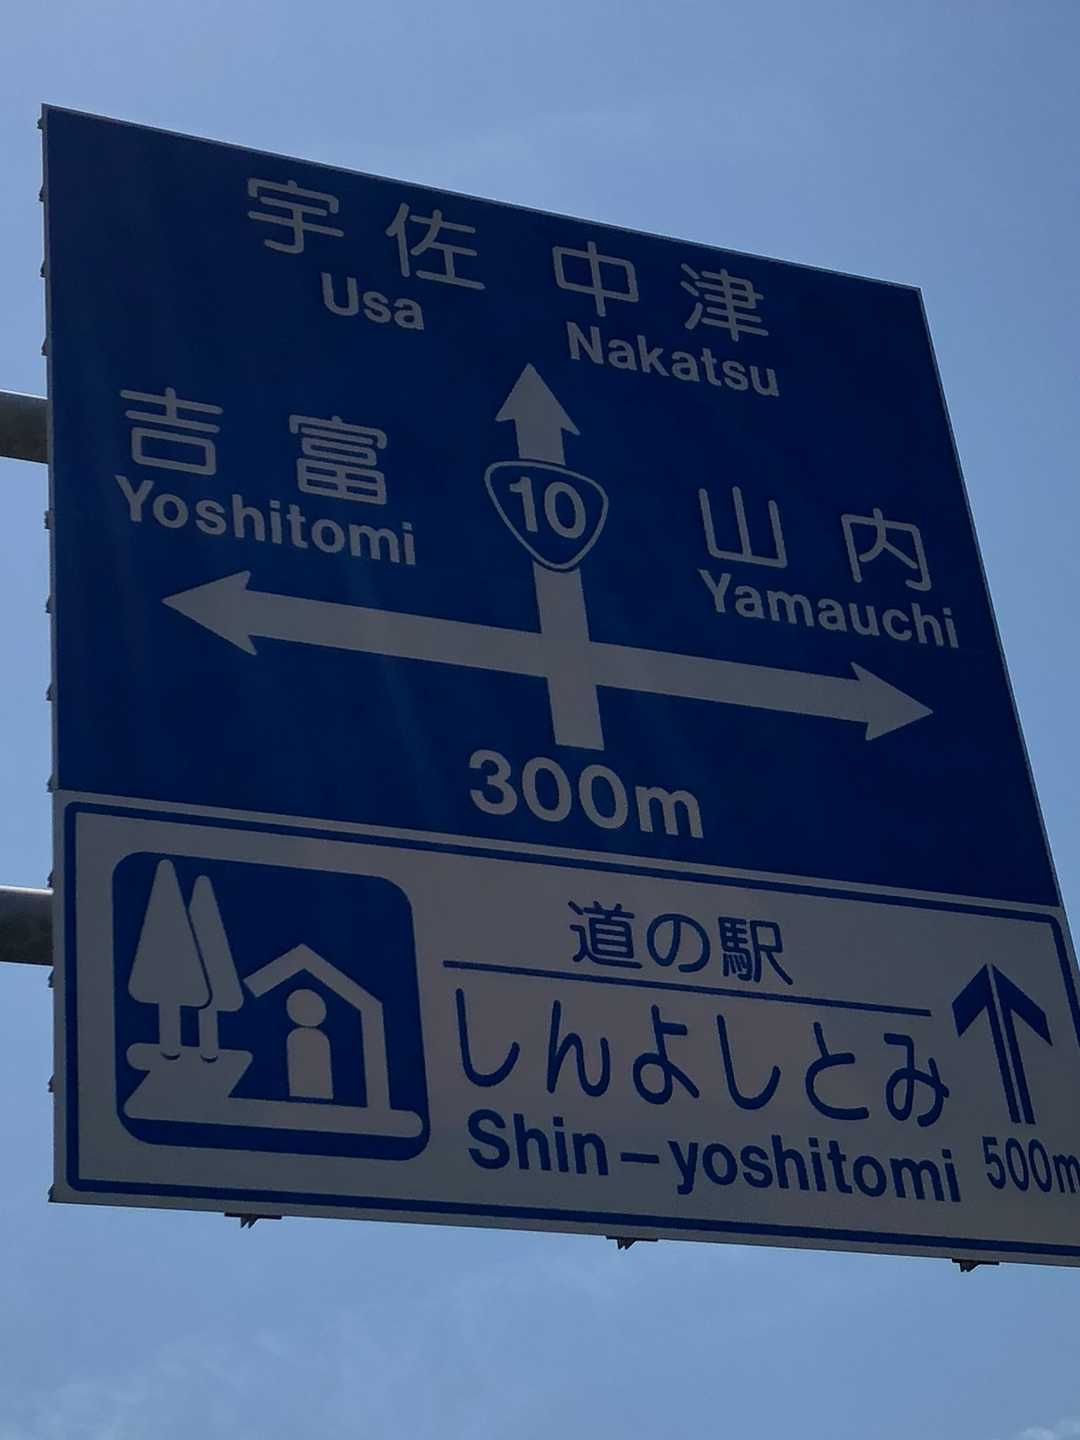 宇佐 中津
Usa Nakatsu
吉富 山内
Yoshitomi Yamauchi
10
300m
道の駅
しんよしとみ
Shin-yoshitomi 500m